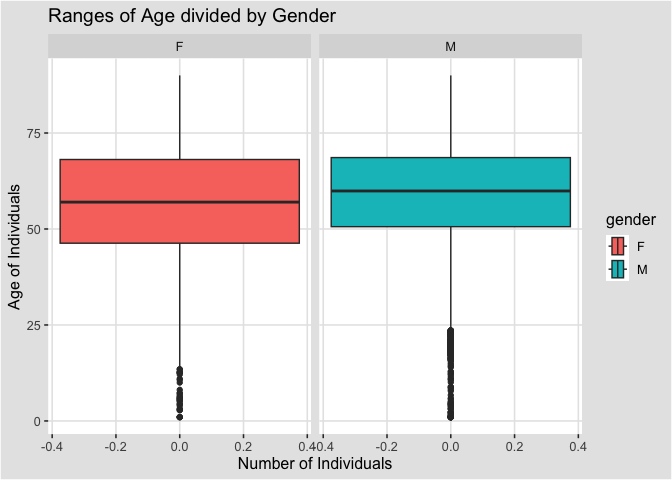 Ranges of Age divided by Gender
F M
75
50
25
0
-0.4 -0.2 0.0 0.2 0.4 -0.4 -0.2 0.0 0.2 0.4
Number of Individuals
Age of Individuals
gender
F
M